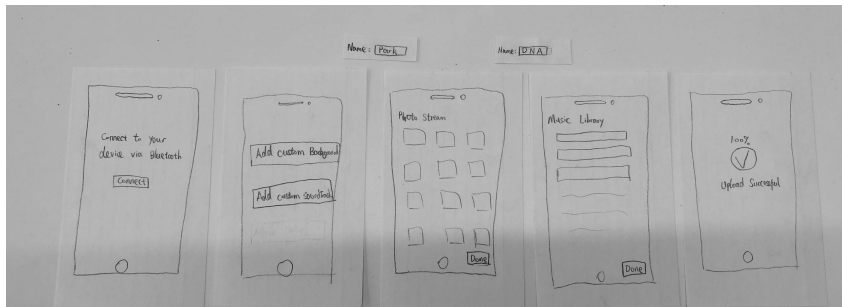 Name: Park
Name: DNA
Connect to your
device via Bluetooth
Connect
Add custom Background
Add custom Soundtrack
Photo Stream
Done
Music Library
Done
100%
Upload Successful